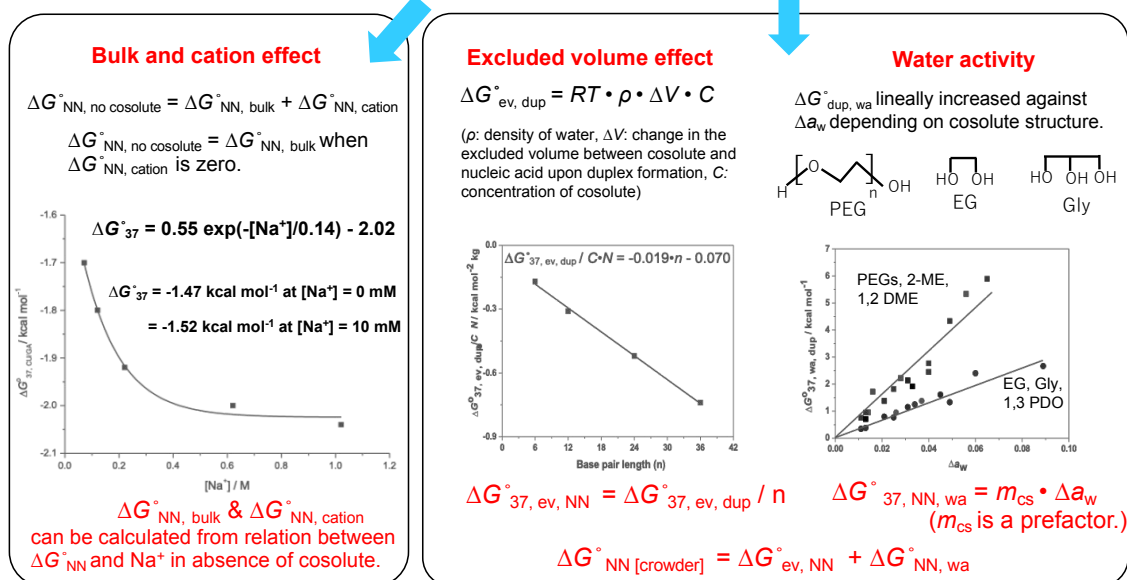 Bulk and cation effect
ΔG°NN, no cosolute = ΔG°NN, bulk + ΔG°NN, cation
ΔG°NN, no cosolute = ΔG°NN, bulk when
ΔG°NN, cation is zero.
ΔG°37 = 0.55 exp(-[Na⁺]/0.14) - 2.02
ΔG°37 = -1.47 kcal mol⁻¹ at [Na⁺] = 0 mM
= -1.52 kcal mol⁻¹ at [Na⁺] = 10 mM
-1.6
-1.7
-1.8
-1.9
-2.0
-2.1
0.0 0.2 0.4 0.6 0.8 1.0 1.2
[Na⁺] / M
ΔG°NN, bulk & ΔG°NN, cation
can be calculated from relation between
ΔG°NN and Na⁺ in absence of cosolute.
Excluded volume effect
ΔG°ev, dup = RT • ρ • ΔV • C
(ρ: density of water, ΔV: change in the
excluded volume between cosolute and
nucleic acid upon duplex formation, C:
concentration of cosolute)
ΔG°37, ev, dup / C•N = -0.019•n - 0.070
ΔG°37, ev, dup/C N / kcal mol⁻² kg
0.0
-0.3
-0.6
-0.9
0 6 12 18 24 30 36 42
Base pair length (n)
ΔG°37, ev, NN = ΔG°37, ev, dup / n
Water activity
ΔG°dup, wa lineally increased against
Δaw depending on cosolute structure.
H O n OH
PEG
HO OH
EG
HO OH HO
Gly
ΔG°37, wa, dup / kcal mol⁻¹
7
6
5
4
3
2
1
0
PEGs, 2-ME,
1,2 DME
EG, Gly,
1,3 PDO
0.00 0.02 0.04 0.06 0.08 0.10
Δaw
ΔG°37, NN, wa = mcs • Δaw
(mcs is a prefactor.)
ΔG°NN [crowder] = ΔG°ev, NN + ΔG°NN, wa